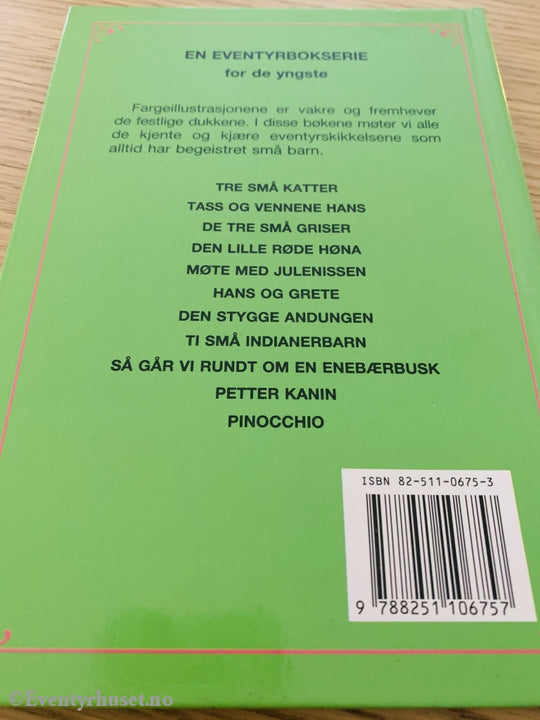 EN EVENTYRBOKSERIE
for de yngste
Fargeillustrasjonene er vakre og fremhever
de festlige dukkene. I disse bøkene møter vi alle
de kjente og kjære eventyrskikkelsene som
alltid har begeistret små barn.
TRE SMÅ KATTER
TASS OG VENNENE HANS
DE TRE SMÅ GRISER
DEN LILLE RØDE HØNA
MØTE MED JULENISSEN
HANS OG GRETE
DEN STYGGE ANDUNGEN
TI SMÅ INDIANERBARN
SÅ GÅR VI RUNDT OM EN ENEBÆRBUSK
PETTER KANIN
PINOCCHIO
ISBN 82-511-0675-3
9 788251 106757
©Eventyrhuset.no